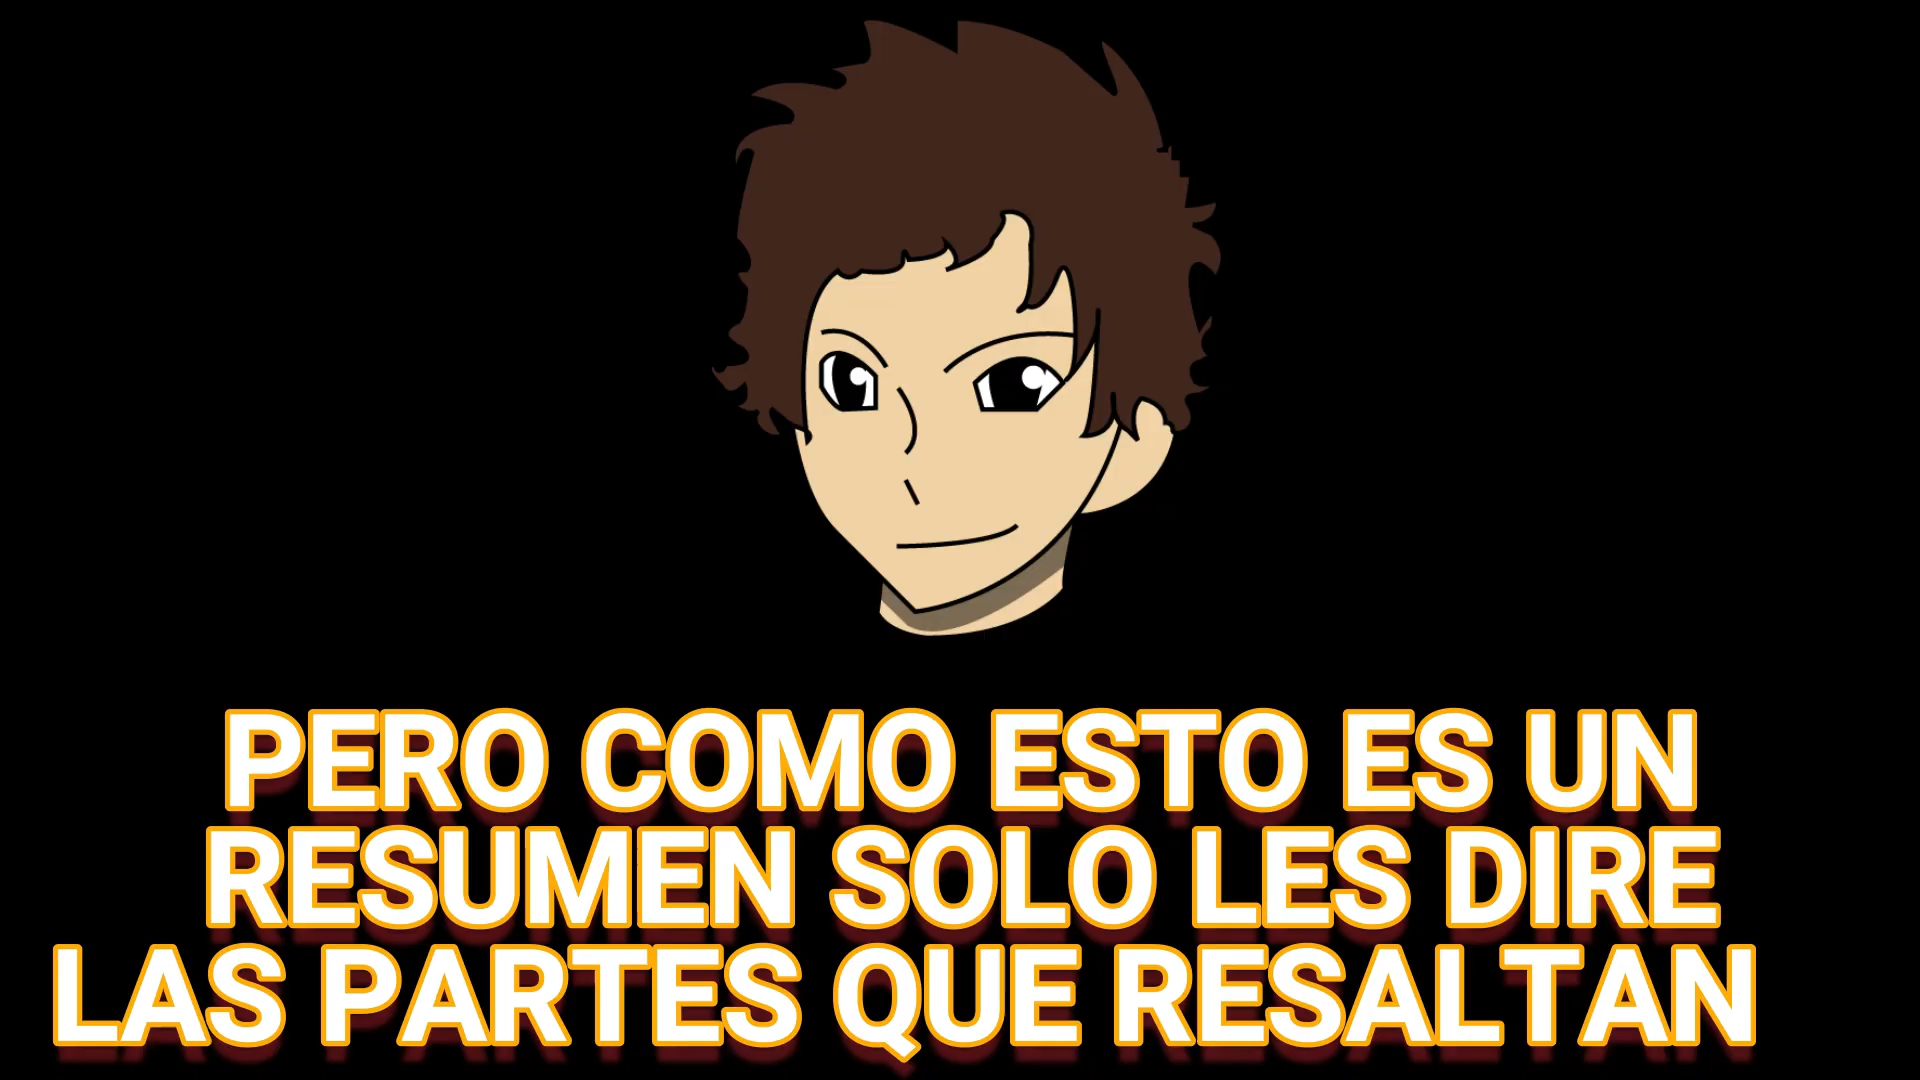 PERO COMO ESTO ES UN
RESUMEN SOLO LES DIRE
LAS PARTES QUE RESALTAN